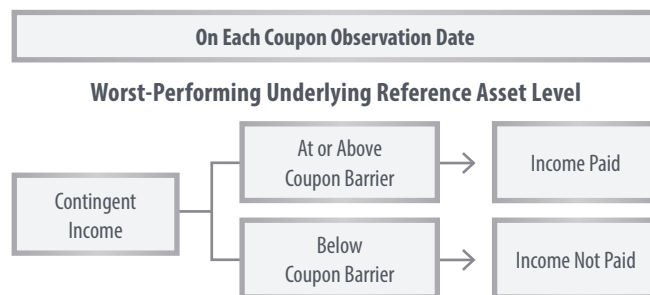 On Each Coupon Observation Date
Worst-Performing Underlying Reference Asset Level
At or Above
Coupon Barrier
Income Paid
Contingent
Income
Below
Coupon Barrier
Income Not Paid